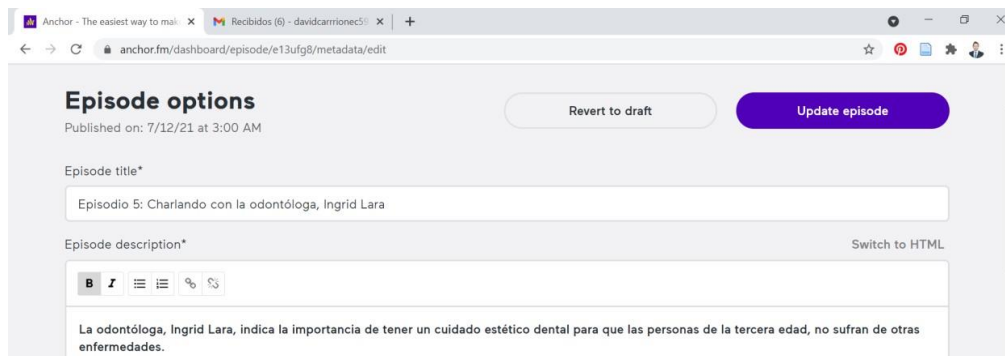 Anchor - The easiest way to mak
Recibidos (6) - davidcarrrionec59
anchor.fm/dashboard/episode/e13ufg8/metadata/edit
Episode options
Revert to draft
Update episode
Published on: 7/12/21 at 3:00 AM
Episode title*
Episodio 5: Charlando con la odontóloga, Ingrid Lara
Episode description*
Switch to HTML
B I
La odontóloga, Ingrid Lara, indica la importancia de tener un cuidado estético dental para que las personas de la tercera edad, no sufran de otras
enfermedades.